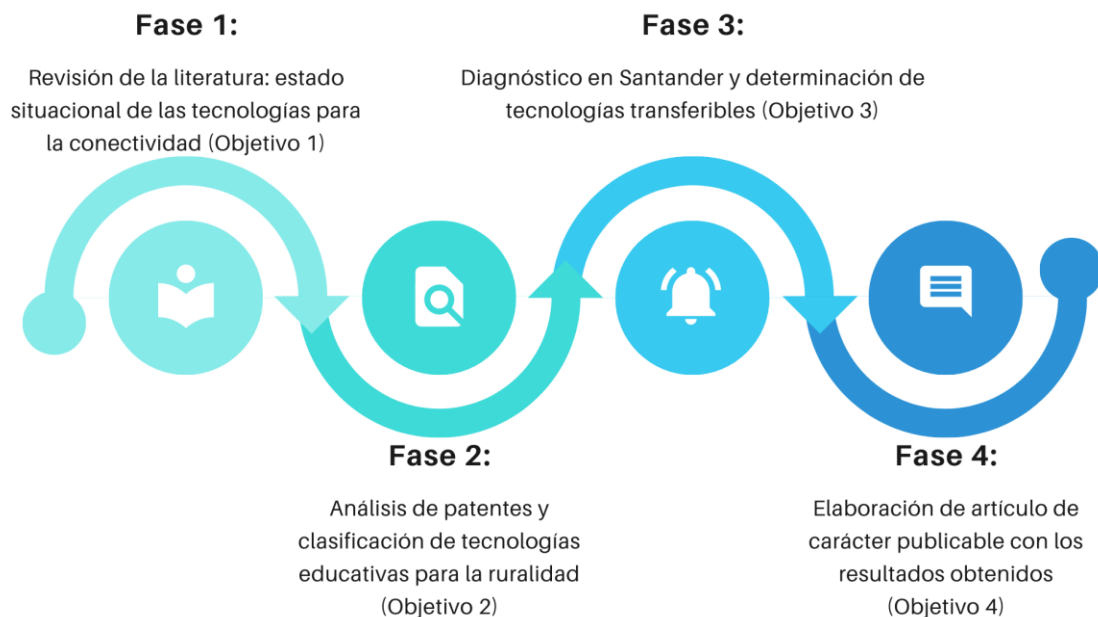 Fase 1:
Revisión de la literatura: estado
situacional de las tecnologías para
la conectividad (Objetivo 1)
Fase 2:
Análisis de patentes y
clasificación de tecnologías
educativas para la ruralidad
(Objetivo 2)
Fase 3:
Diagnóstico en Santander y determinación de
tecnologías transferibles (Objetivo 3)
Fase 4:
Elaboración de artículo de
carácter publicable con los
resultados obtenidos
(Objetivo 4)